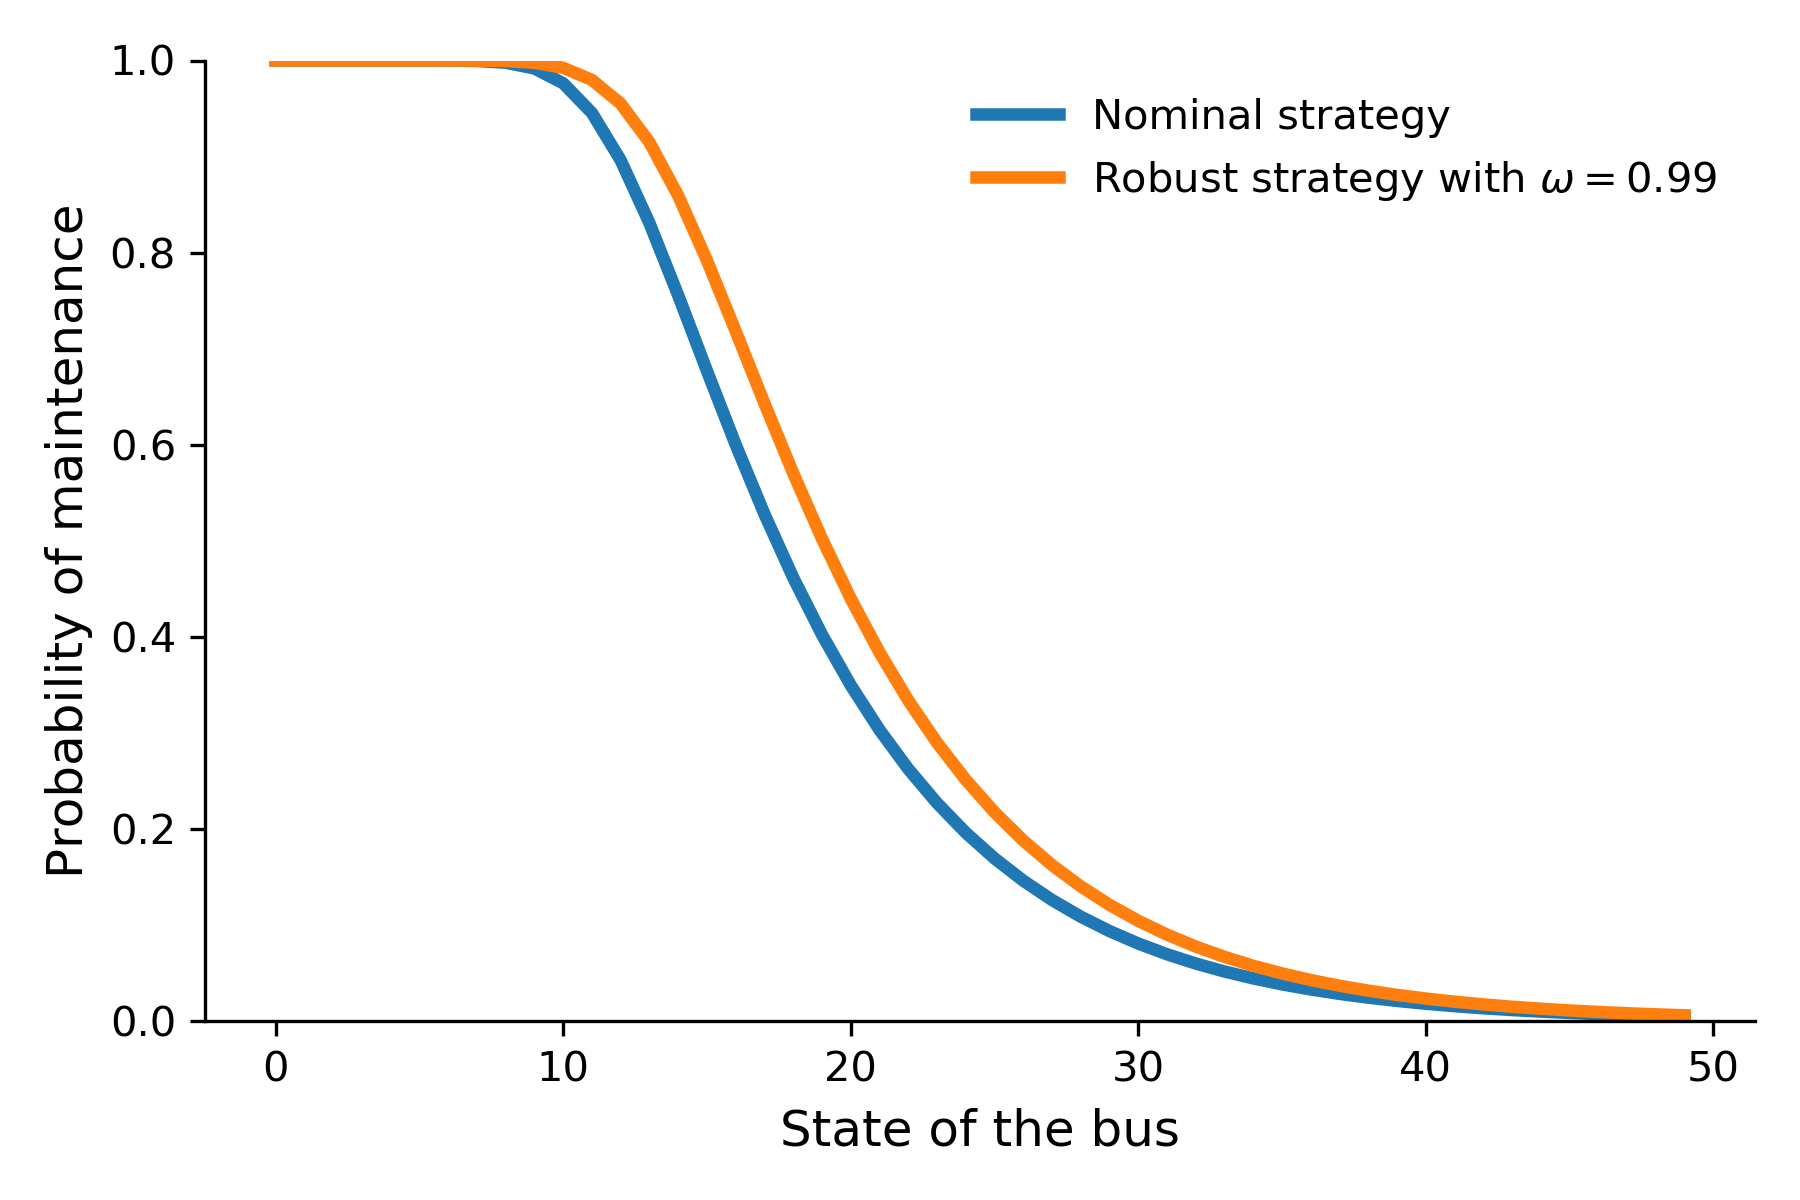 Nominal strategy
Robust strategy with ω = 0.99
Probability of maintenance
1.0
0.8
0.6
0.4
0.2
0.0
0 10 20 30 40 50
State of the bus